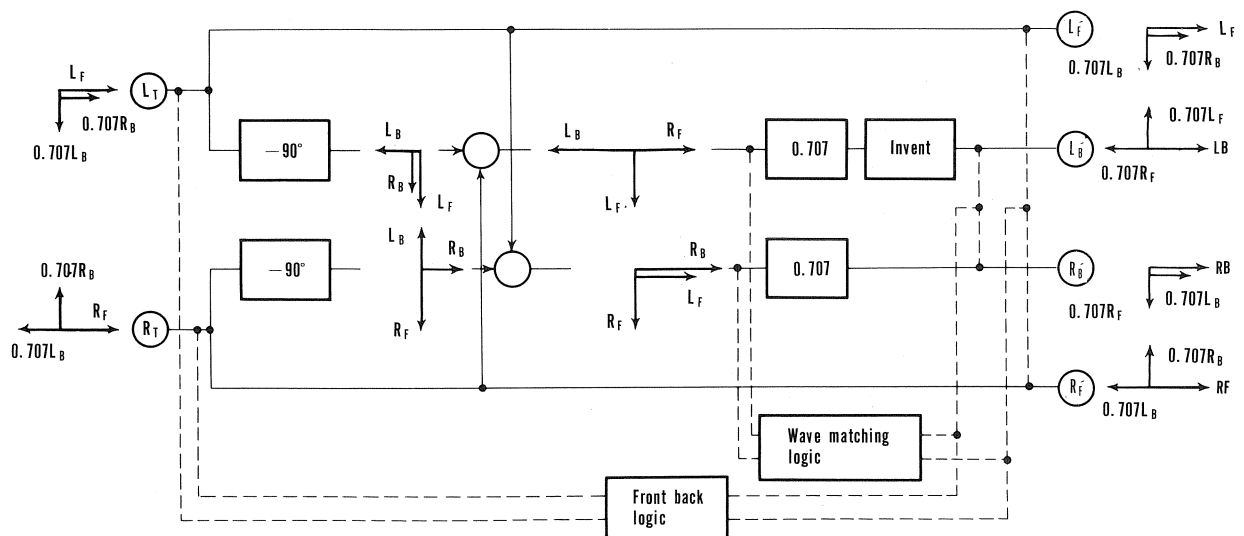 L_F
L_T
0.707R_B
0.707L_B
−90°
L_B
R_B
L_F
L_B
R_F
L_F
0.707
Invent
L_F′
L_F
0.707R_B
0.707L_B
0.707L_F
L_B′
LB
0.707R_F
0.707R_B
R_F
R_T
0.707L_B
−90°
L_B
R_B
R_F
R_B
L_F
R_F
0.707
R_B′
RB
0.707L_B
0.707R_F
0.707R_B
R_F′
RF
0.707L_B
Wave matching
logic
Front back
logic